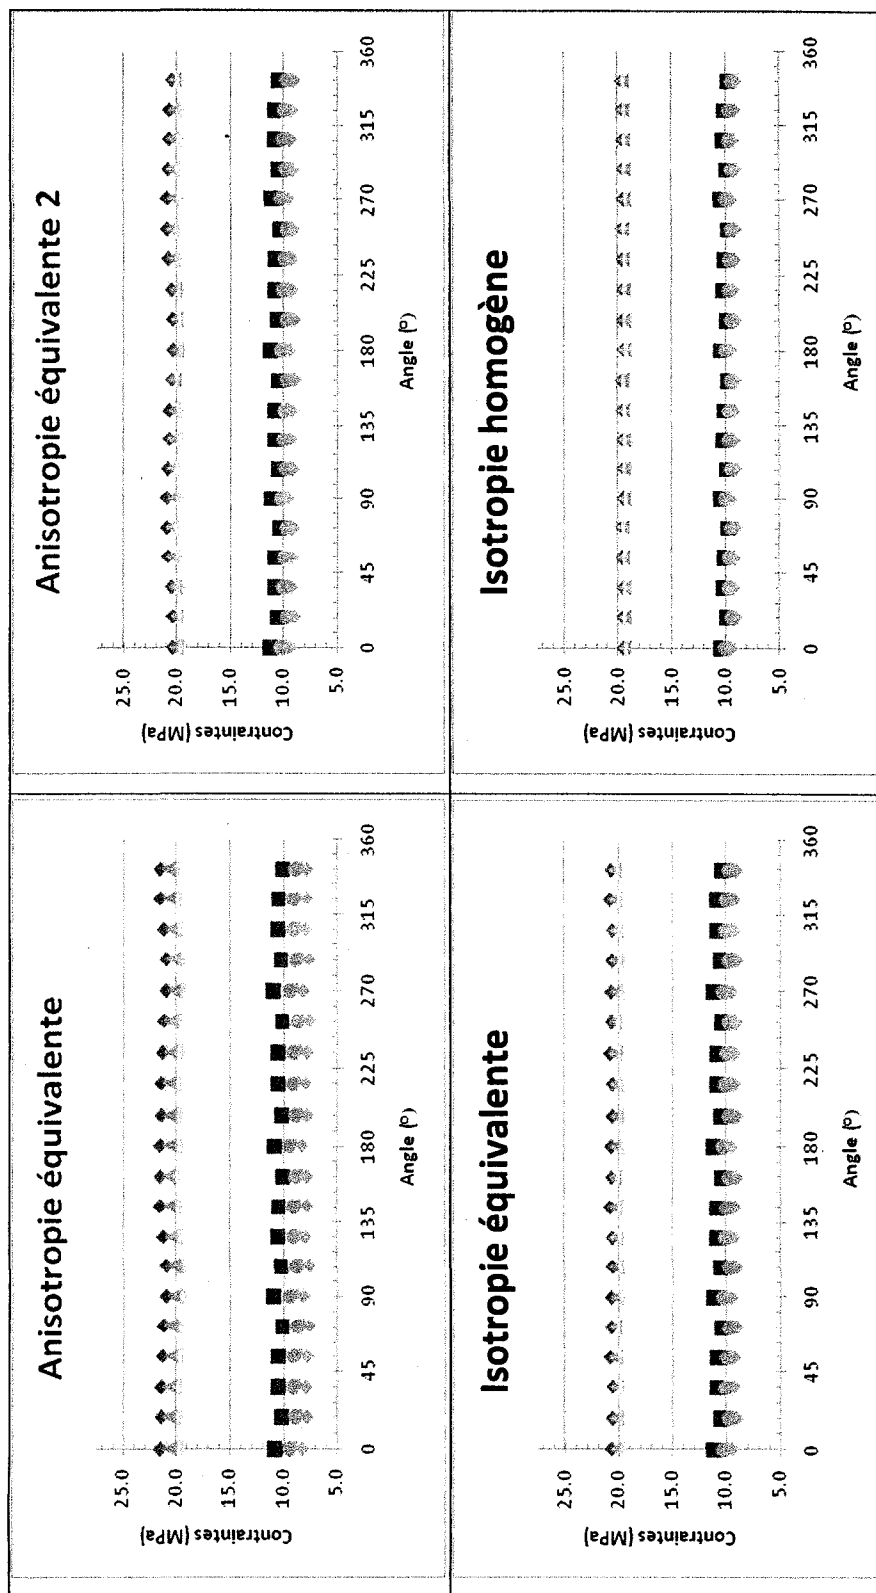 Anisotropie équivalente
Contraintes (MPa)
25.0
20.0
15.0
10.0
5.0
0 45 90 135 180 225 270 315 360
Angle (º)
Anisotropie équivalente 2
Contraintes (MPa)
25.0
20.0
15.0
10.0
5.0
0 45 90 135 180 225 270 315 360
Angle (º)
Isotropie équivalente
Contraintes (MPa)
25.0
20.0
15.0
10.0
5.0
0 45 90 135 180 225 270 315 360
Angle (º)
Isotropie homogène
Contraintes (MPa)
25.0
20.0
15.0
10.0
5.0
0 45 90 135 180 225 270 315 360
Angle (º)